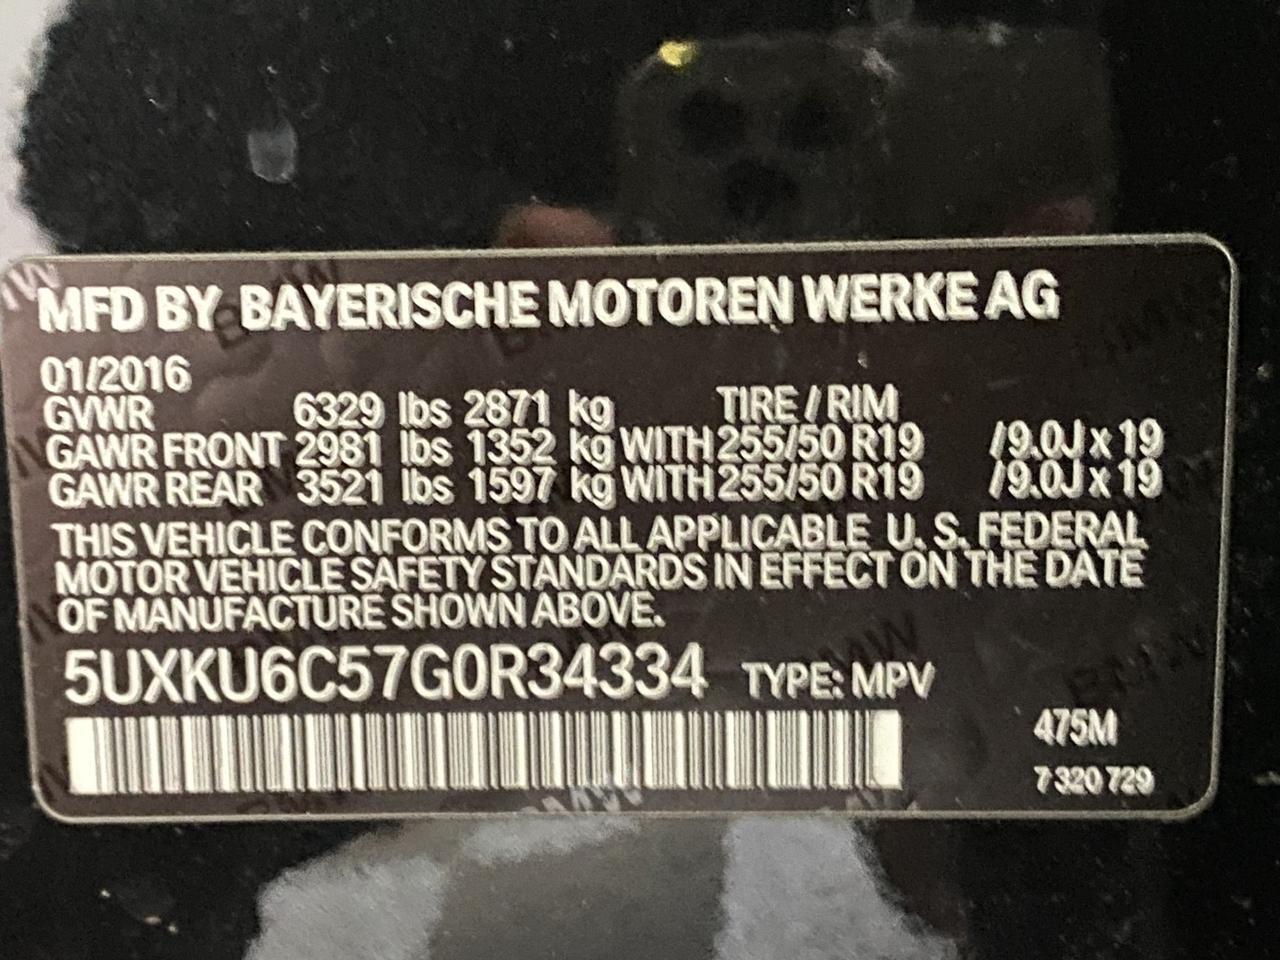 MFD BY BAYERISCHE MOTOREN WERKE AG
01/2016
GVWR 6329 lbs 2871 kg TIRE / RIM
GAWR FRONT 2981 lbs 1352 kg WITH 255/50 R19 /9.0J x 19
GAWR REAR 3521 lbs 1597 kg WITH 255/50 R19 /9.0J x 19
THIS VEHICLE CONFORMS TO ALL APPLICABLE U. S. FEDERAL
MOTOR VEHICLE SAFETY STANDARDS IN EFFECT ON THE DATE
OF MANUFACTURE SHOWN ABOVE.
5UXKU6C57G0R34334 TYPE: MPV
475M
7 320 729